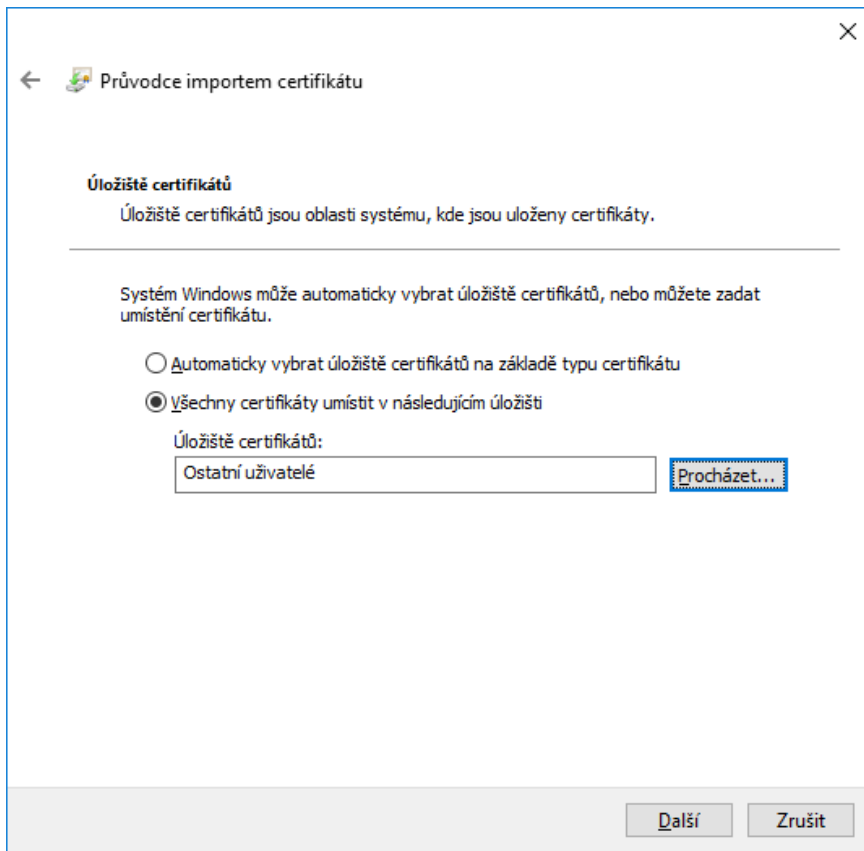 Průvodce importem certifikátu
Úložiště certifikátů
Úložiště certifikátů jsou oblasti systému, kde jsou uloženy certifikáty.
Systém Windows může automaticky vybrat úložiště certifikátů, nebo můžete zadat
umístění certifikátu.
Automaticky vybrat úložiště certifikátů na základě typu certifikátu
Všechny certifikáty umístit v následujícím úložišti
Úložiště certifikátů:
Ostatní uživatelé
Procházet...
Další
Zrušit